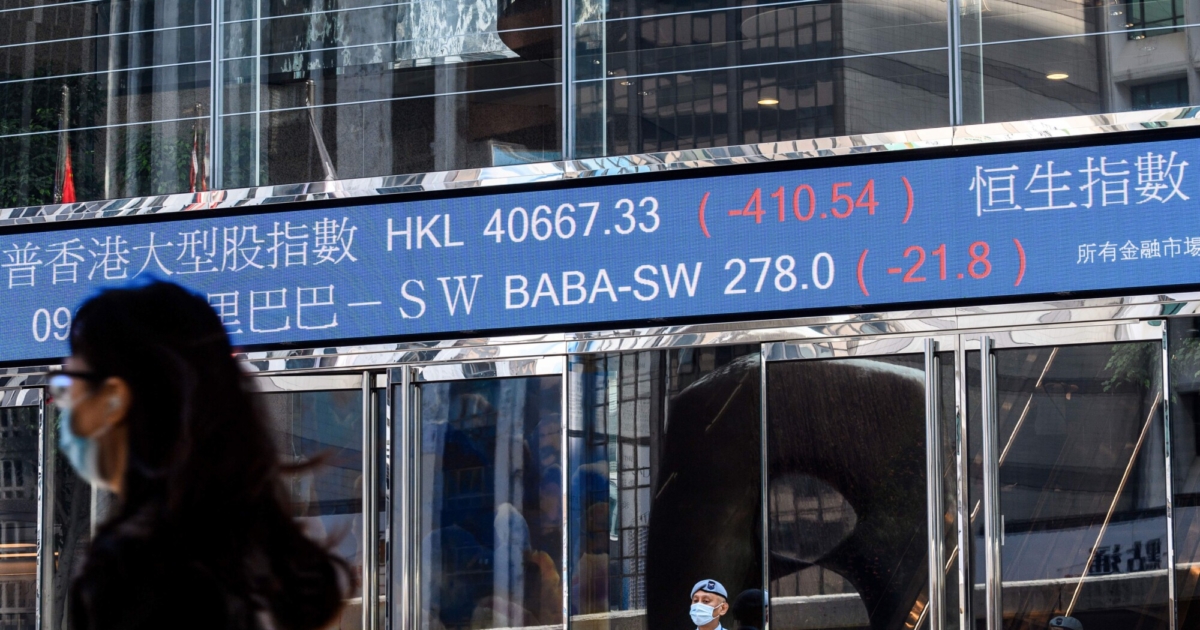 普香港大型股指數 HKL 40667.33 (-410.54) 恒生指數
09 里巴巴－SW BABA-SW 278.0 (-21.8) 所有金融市場